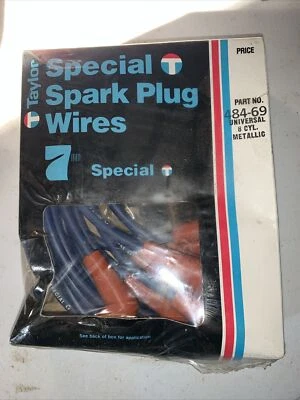 Taylor
Special T
Spark Plug
Wires
7mm
Special T
PRICE
PART NO.
484-69
UNIVERSAL
8 CYL.
METALLIC
See back of box for application